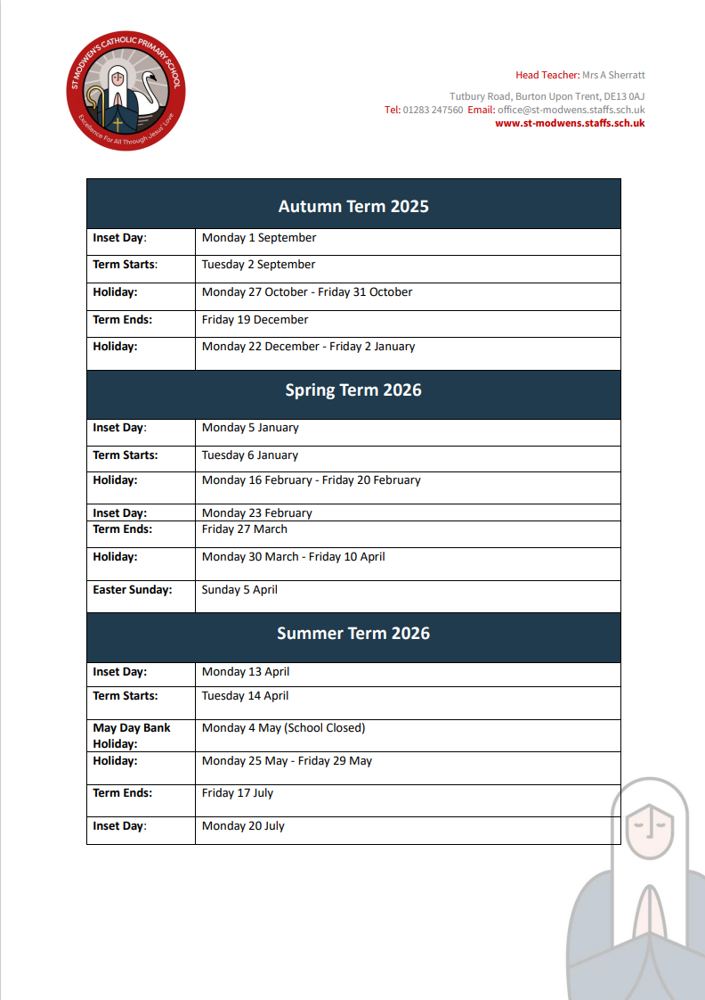 ST MODWEN'S CATHOLIC PRIMARY SCHOOL
Excellence For All Through Jesus' Love
Head Teacher: Mrs A Sherratt
Tutbury Road, Burton Upon Trent, DE13 0AJ
Tel: 01283 247560 Email: office@st-modwens.staffs.sch.uk
www.st-modwens.staffs.sch.uk
Autumn Term 2025
Inset Day: Monday 1 September
Term Starts: Tuesday 2 September
Holiday: Monday 27 October - Friday 31 October
Term Ends: Friday 19 December
Holiday: Monday 22 December - Friday 2 January
Spring Term 2026
Inset Day: Monday 5 January
Term Starts: Tuesday 6 January
Holiday: Monday 16 February - Friday 20 February
Inset Day: Monday 23 February
Term Ends: Friday 27 March
Holiday: Monday 30 March - Friday 10 April
Easter Sunday: Sunday 5 April
Summer Term 2026
Inset Day: Monday 13 April
Term Starts: Tuesday 14 April
May Day Bank Monday 4 May (School Closed)
Holiday:
Holiday: Monday 25 May - Friday 29 May
Term Ends: Friday 17 July
Inset Day: Monday 20 July